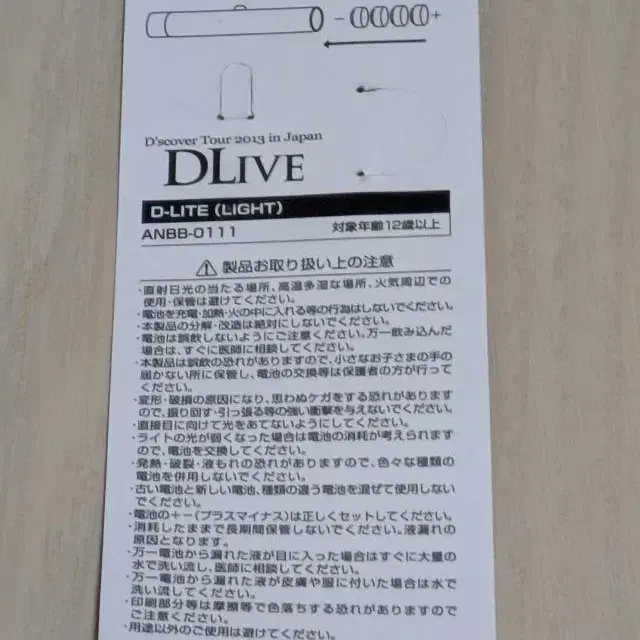 − +
D'scover Tour 2013 in Japan
DLIVE
D-LITE (LIGHT)
ANBB-0111 対象年齢12歳以上
製品お取り扱い上の注意
・直射日光の当たる場所、高温多湿な場所、火気周辺での
使用・保管は避けてください。
・電池を充電・加熱・火の中に入れる等の行為はしないでください。
・本製品の分解・改造は絶対にしないでください。
・電池は誤飲しないようにご注意ください。万一飲み込んだ
場合は、すぐに医師に相談してください。
・本製品は誤飲の恐れがありますので、小さなお子さまの手の
届かない所に保管し、電池の交換等は保護者の方が行って
ください。
・変形・破損の原因になり、思わぬケガをする恐れがあります
ので、振り回す・引っ張る等の強い衝撃を与えないでください。
・直接目に向けて光をあてないようにしてください。
・ライトの光が弱くなった場合は電池の消耗が考えられます
ので、電池を交換してください。
・発熱・破裂・液もれの恐れがありますので、色々な種類の
電池を併用しないでください。
・古い電池と新しい電池、種類の違う電池を混ぜて使用しない
でください。
・電池の＋−(プラスマイナス)は正しくセットしてください。
・消耗したままで長期間保管しないでください。液漏れの
原因となります。
・万一電池から漏れた液が目に入った場合はすぐに大量の
水で洗い流し、医師に相談してください。
・万一電池から漏れた液が皮膚や服に付いた場合は水で
洗い流してください。
・印刷部分等は摩擦等で色落ちする恐れがありますので
ご注意ください。
・用途以外のご使用は避けてください。